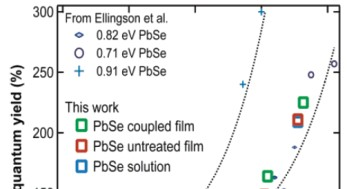 300
From Ellingson et al.
0.82 eV PbSe
0.71 eV PbSe
250
0.91 eV PbSe
This work
PbSe coupled film
200
PbSe untreated film
PbSe solution
quantum yield (%)